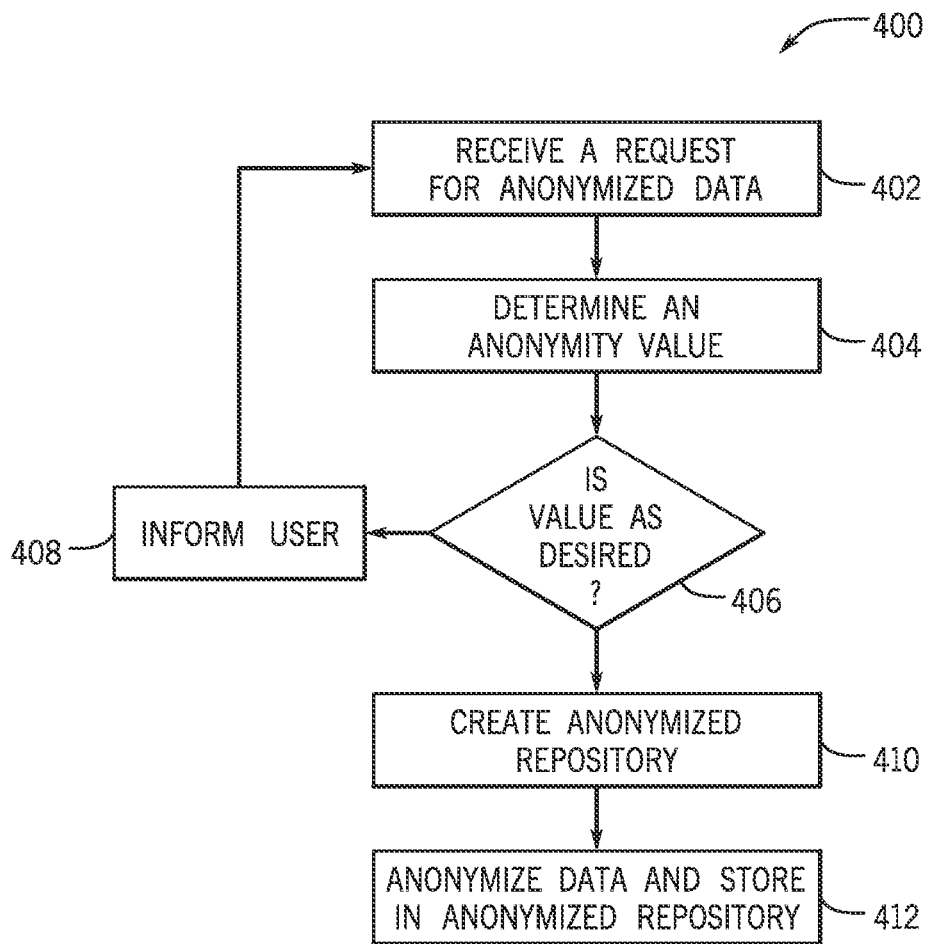 400
RECEIVE A REQUEST
FOR ANONYMIZED DATA
402
DETERMINE AN
ANONYMITY VALUE
404
IS
VALUE AS
DESIRED
?
406
INFORM USER
408
CREATE ANONYMIZED
REPOSITORY
410
ANONYMIZE DATA AND STORE
IN ANONYMIZED REPOSITORY
412